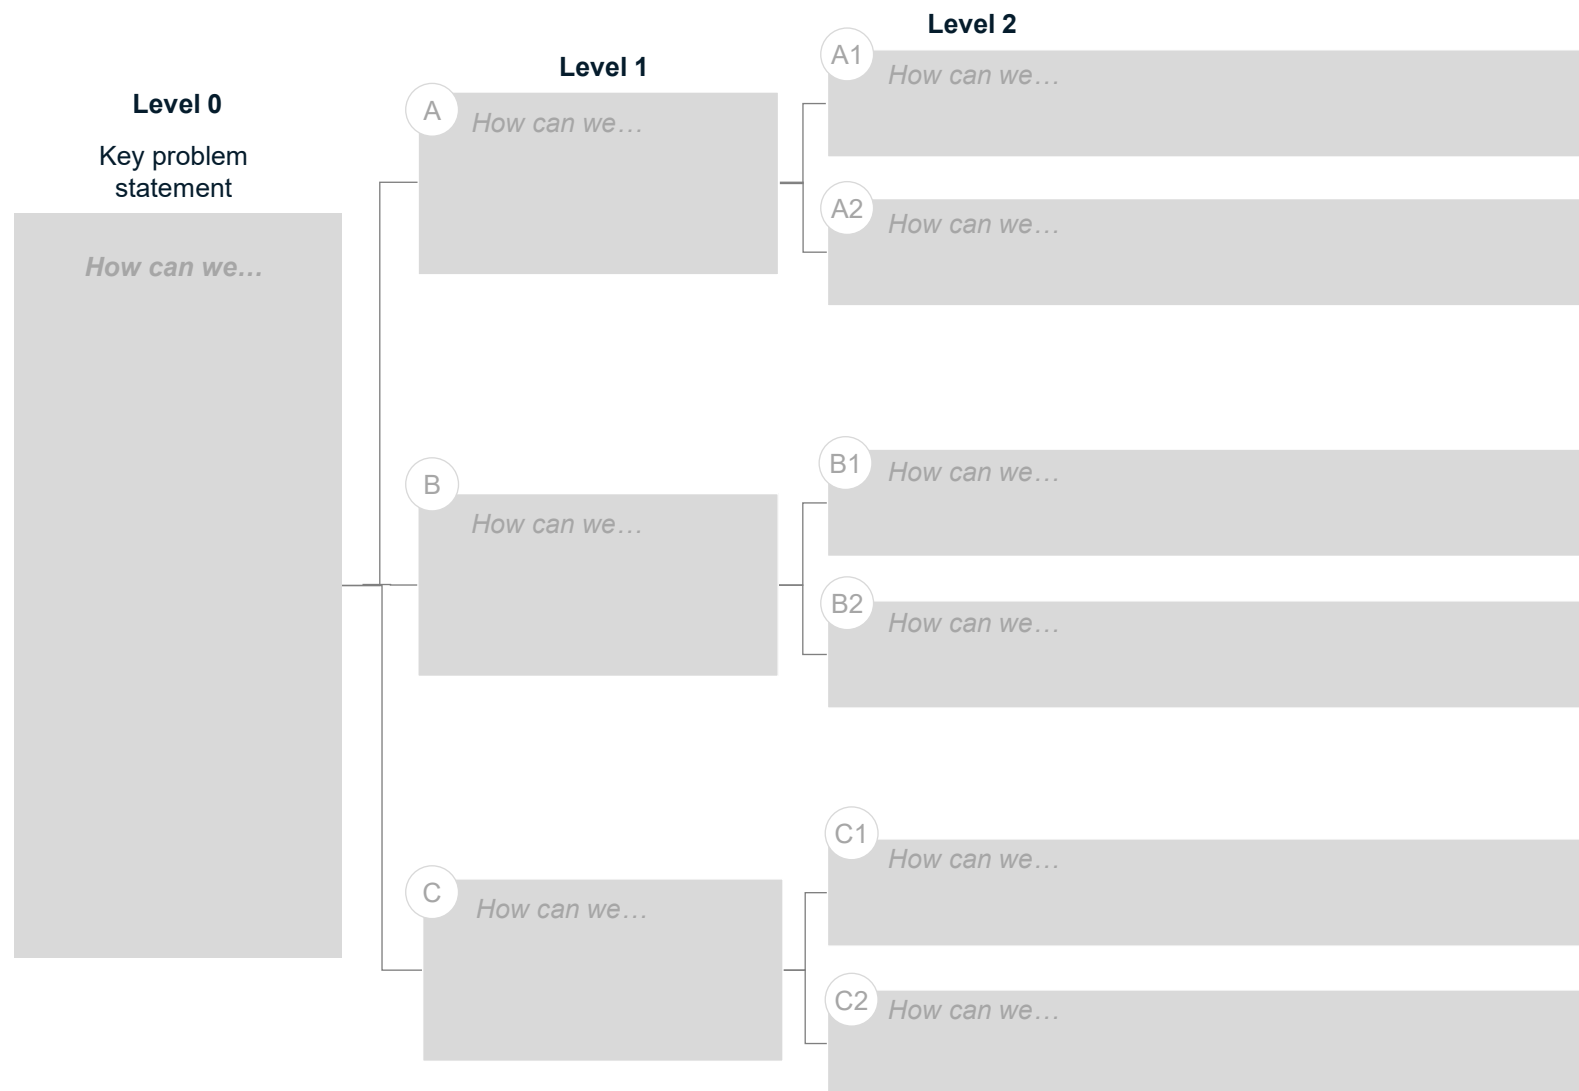 Level 0
Key problem
statement
How can we…
Level 1
A
How can we…
B
How can we…
C
How can we…
Level 2
A1
How can we…
A2
How can we…
B1
How can we…
B2
How can we…
C1
How can we…
C2
How can we…